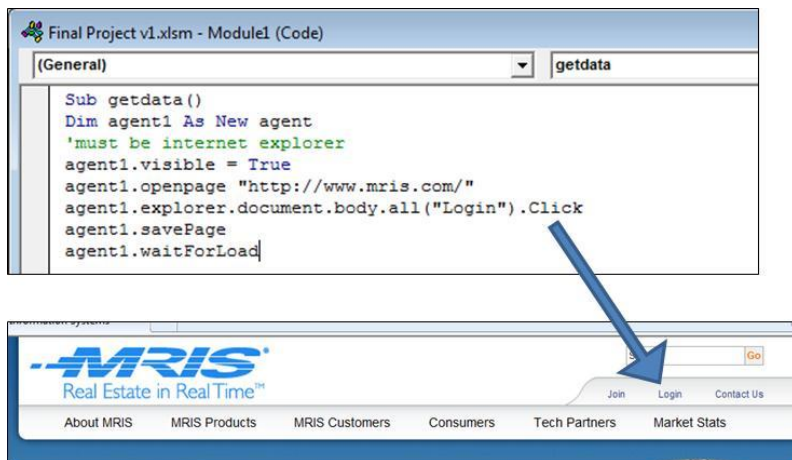 Final Project v1.xlsm - Module1 (Code)
(General) getdata
Sub getdata()
Dim agent1 As New agent
'must be internet explorer
agent1.visible = True
agent1.openpage "http://www.mris.com/"
agent1.explorer.document.body.all("Login").Click
agent1.savePage
agent1.waitForLoad
MRIS
Go
Real Estate in Real Time™
Join Login Contact Us
About MRIS MRIS Products MRIS Customers Consumers Tech Partners Market Stats